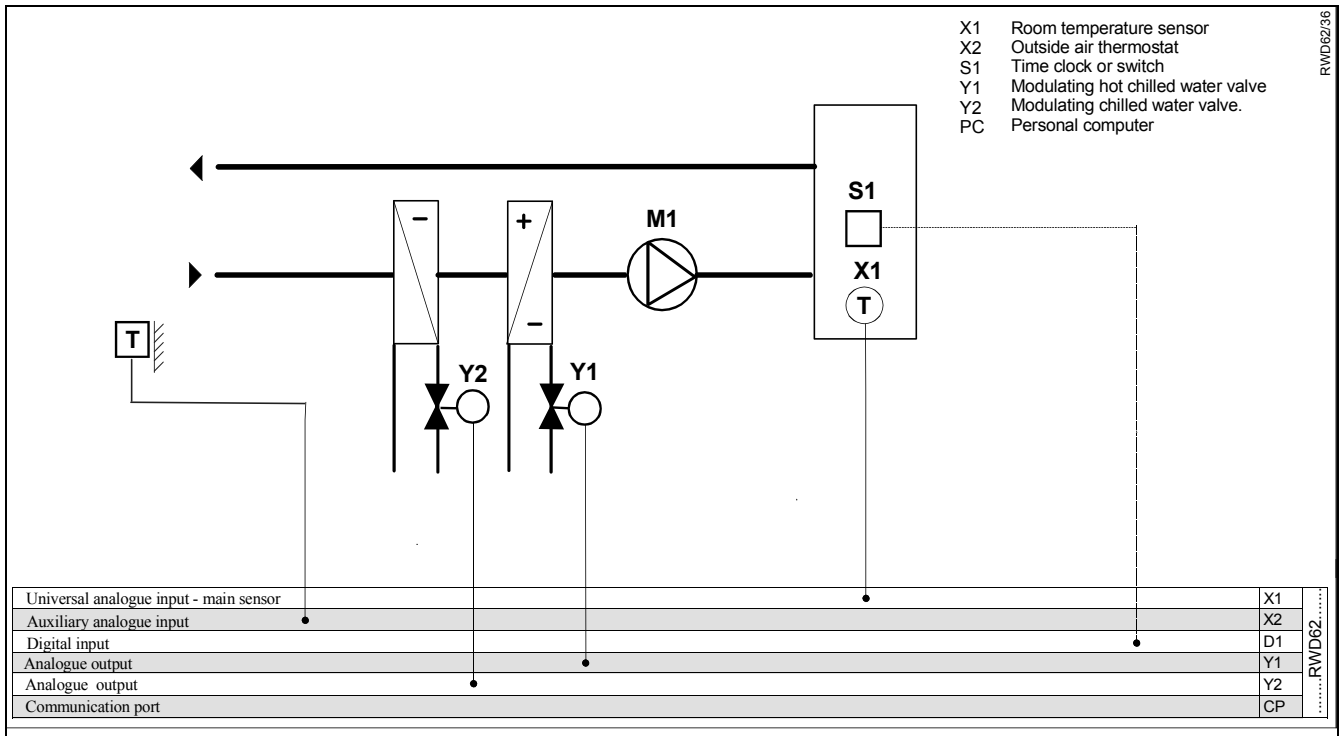 RWD62/36
X1 Room temperature sensor
X2 Outside air thermostat
S1 Time clock or switch
Y1 Modulating hot chilled water valve
Y2 Modulating chilled water valve.
PC Personal computer
S1
− + M1
X1
T
−
T
Y2 Y1
Universal analogue input - main sensor X1
Auxiliary analogue input X2
Digital input D1
Analogue output Y1
Analogue output Y2
Communication port CP
........RWD62......